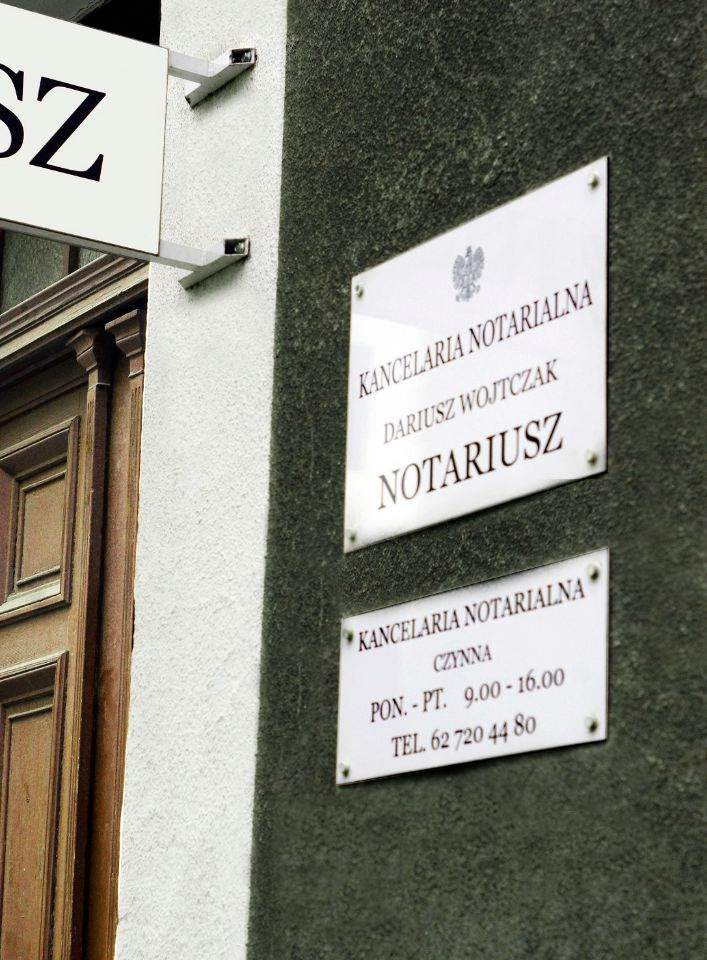 SZ
KANCELARIA NOTARIALNA
DARIUSZ WOJTCZAK
NOTARIUSZ
KANCELARIA NOTARIALNA
CZYNNA
PON. - PT. 9.00 - 16.00
TEL. 62 720 44 80